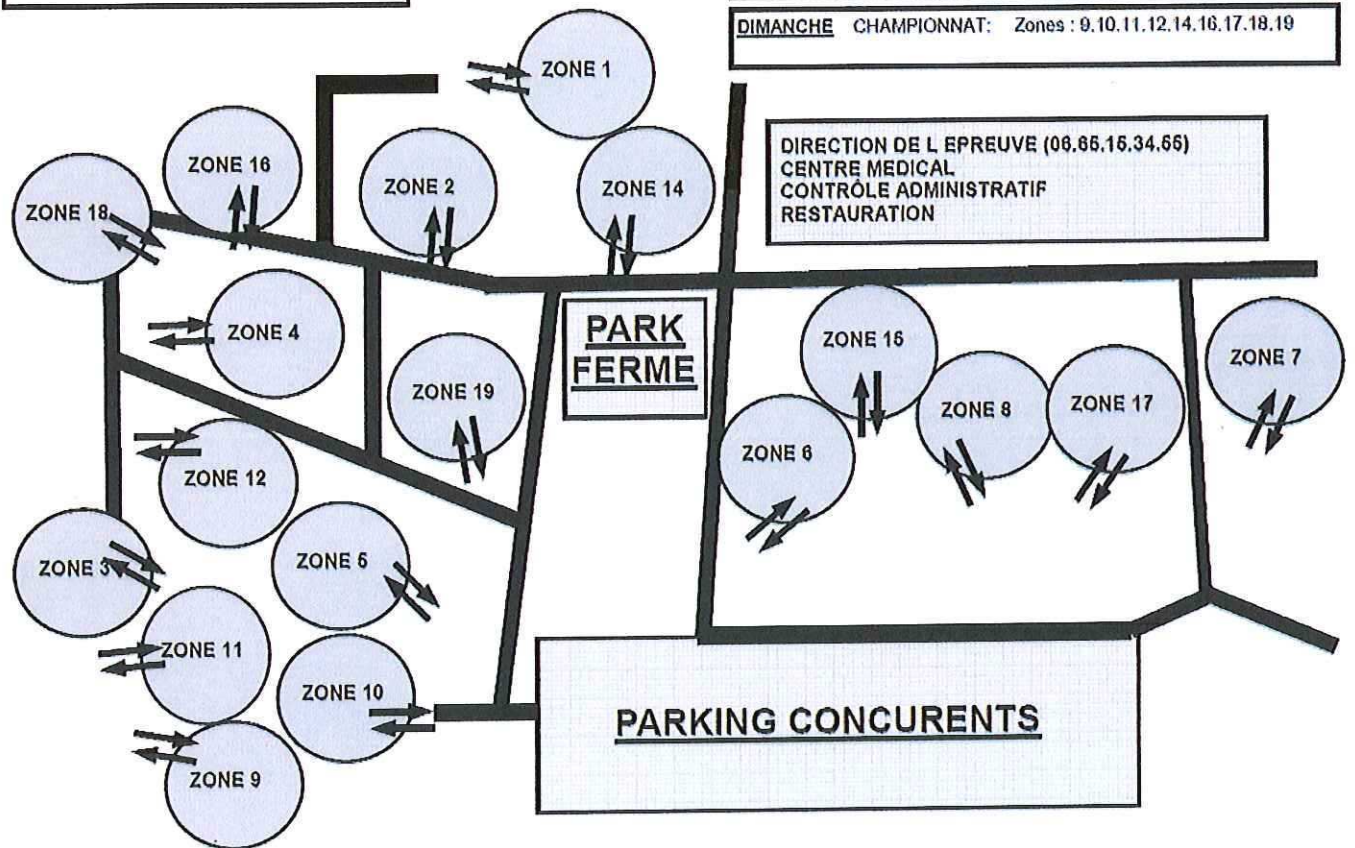 DIMANCHE CHAMPIONNAT: Zones : 9.10.11.12.14.16.17.18.19
ZONE 1
DIRECTION DE L EPREUVE (06.65.15.34.55)
CENTRE MEDICAL
CONTRÔLE ADMINISTRATIF
RESTAURATION
ZONE 16
ZONE 2
ZONE 14
ZONE 18
ZONE 4
PARK
FERME
ZONE 15
ZONE 7
ZONE 19
ZONE 8
ZONE 17
ZONE 6
ZONE 12
ZONE 3
ZONE 5
ZONE 11
ZONE 10
PARKING CONCURENTS
ZONE 9